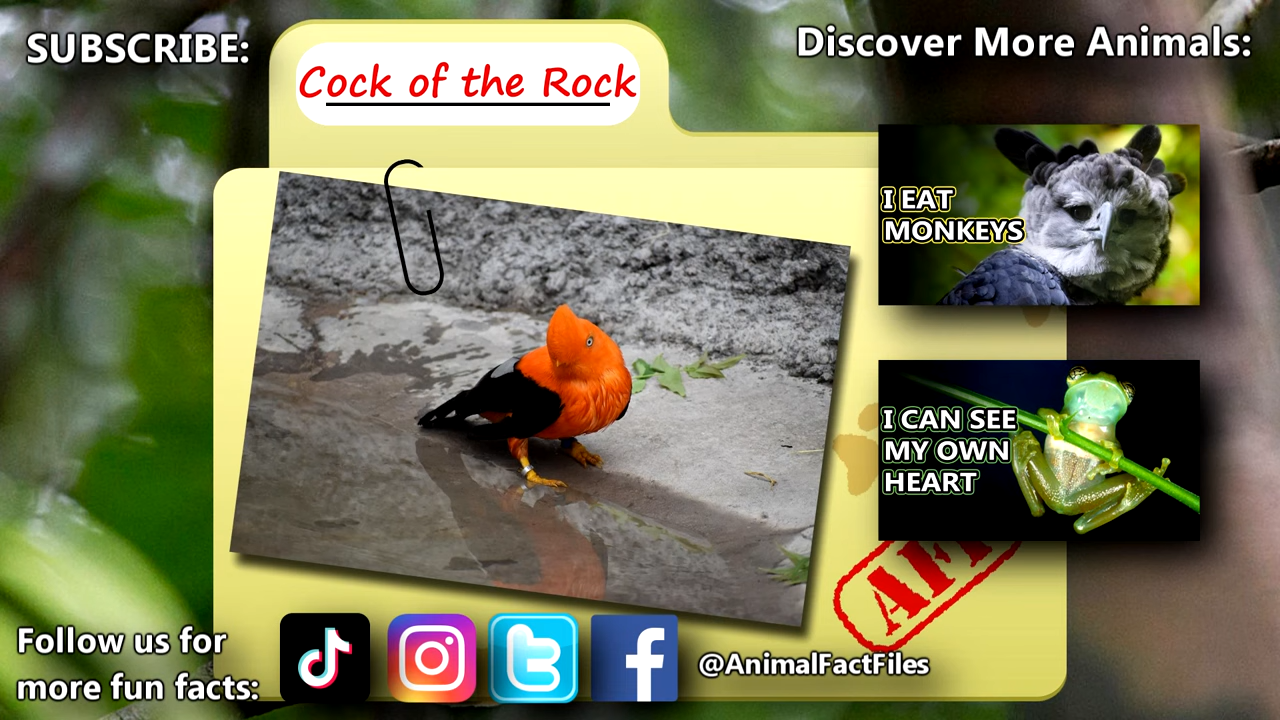 SUBSCRIBE:
Cock of the Rock
Discover More Animals:
I EAT
MONKEYS
I CAN SEE
MY OWN
HEART
Follow us for
more fun facts:
@AnimalFactFiles